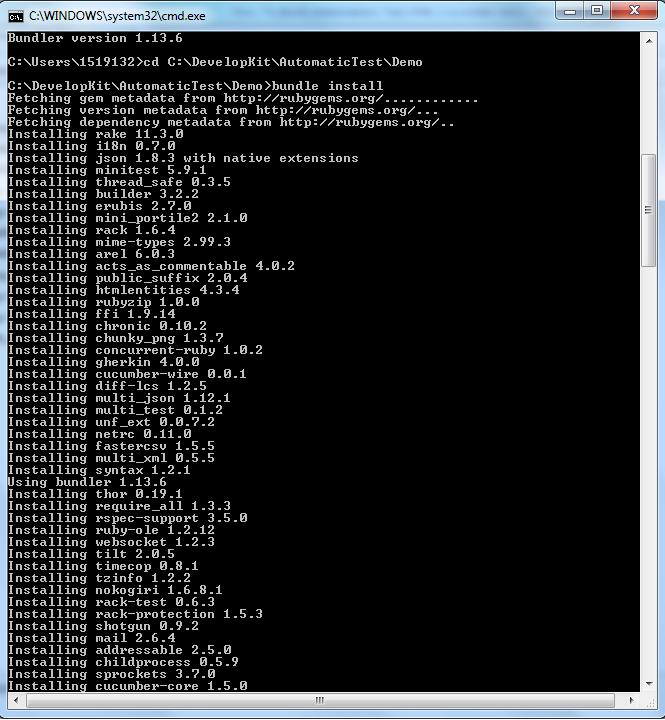 C:\WINDOWS\system32\cmd.exe
Bundler version 1.13.6
C:\Users\1519132>cd C:\DevelopKit\AutomaticTest\Demo
C:\DevelopKit\AutomaticTest\Demo>bundle install
Fetching gem metadata from http://rubygems.org/............
Fetching version metadata from http://rubygems.org/...
Fetching dependency metadata from http://rubygems.org/..
Installing rake 11.3.0
Installing i18n 0.7.0
Installing json 1.8.3 with native extensions
Installing minitest 5.9.1
Installing thread_safe 0.3.5
Installing builder 3.2.2
Installing erubis 2.7.0
Installing mini_portile2 2.1.0
Installing rack 1.6.4
Installing mime-types 2.99.3
Installing arel 6.0.3
Installing acts_as_commentable 4.0.2
Installing public_suffix 2.0.4
Installing htmlentities 4.3.4
Installing rubyzip 1.0.0
Installing ffi 1.9.14
Installing chronic 0.10.2
Installing chunky_png 1.3.7
Installing concurrent-ruby 1.0.2
Installing gherkin 4.0.0
Installing cucumber-wire 0.0.1
Installing diff-lcs 1.2.5
Installing multi_json 1.12.1
Installing multi_test 0.1.2
Installing unf_ext 0.0.7.2
Installing netrc 0.11.0
Installing fastercsv 1.5.5
Installing multi_xml 0.5.5
Installing syntax 1.2.1
Using bundler 1.13.6
Installing thor 0.19.1
Installing require_all 1.3.3
Installing rspec-support 3.5.0
Installing ruby-ole 1.2.12
Installing websocket 1.2.3
Installing tilt 2.0.5
Installing timecop 0.8.1
Installing tzinfo 1.2.2
Installing nokogiri 1.6.8.1
Installing rack-test 0.6.3
Installing rack-protection 1.5.3
Installing shotgun 0.9.2
Installing mail 2.6.4
Installing addressable 2.5.0
Installing childprocess 0.5.9
Installing sprockets 3.7.0
Installing cucumber-core 1.5.0